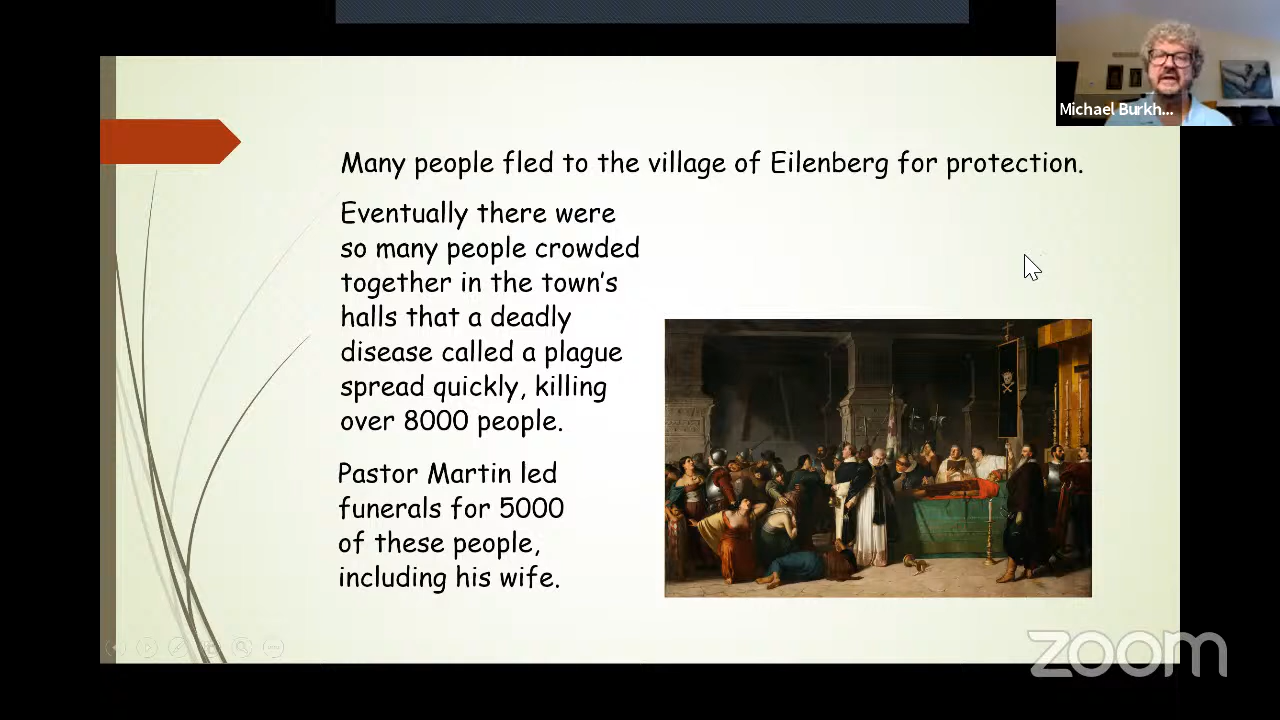 Michael Burkh...
Many people fled to the village of Eilenberg for protection.
Eventually there were
so many people crowded
together in the town's
halls that a deadly
disease called a plague
spread quickly, killing
over 8000 people.
Pastor Martin led
funerals for 5000
of these people,
including his wife.
zoom